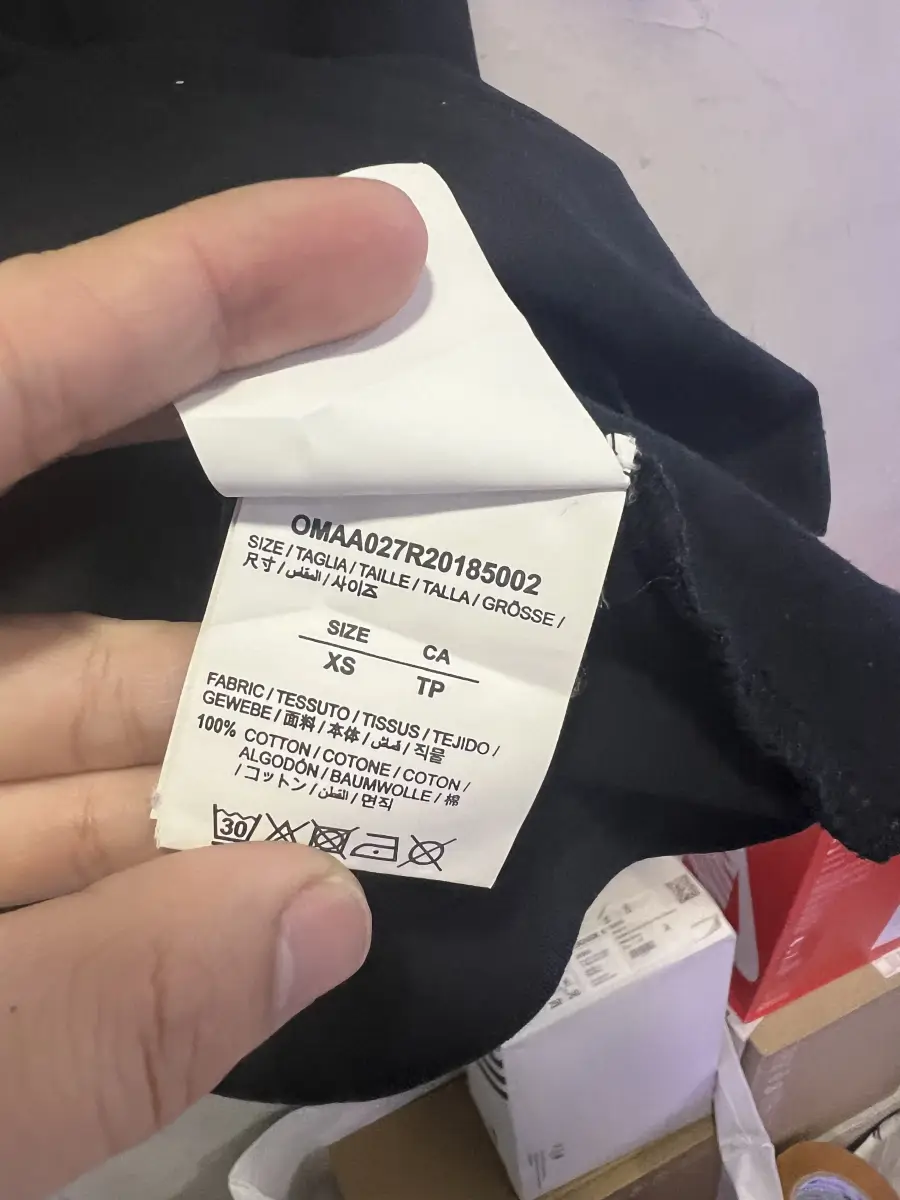 OMAA027R20185002
SIZE / TAGLIA / TAILLE / TALLA / GRÖSSE /
尺寸 / المقاس / 사이즈
SIZE CA
XS TP
FABRIC / TESSUTO / TISSUS / TEJIDO /
GEWEBE / 面料 / 本体 / قماش / 직물
100% COTTON / COTONE / COTON /
ALGODÓN / BAUMWOLLE / 棉
/ コットン / القطن / 면직
30